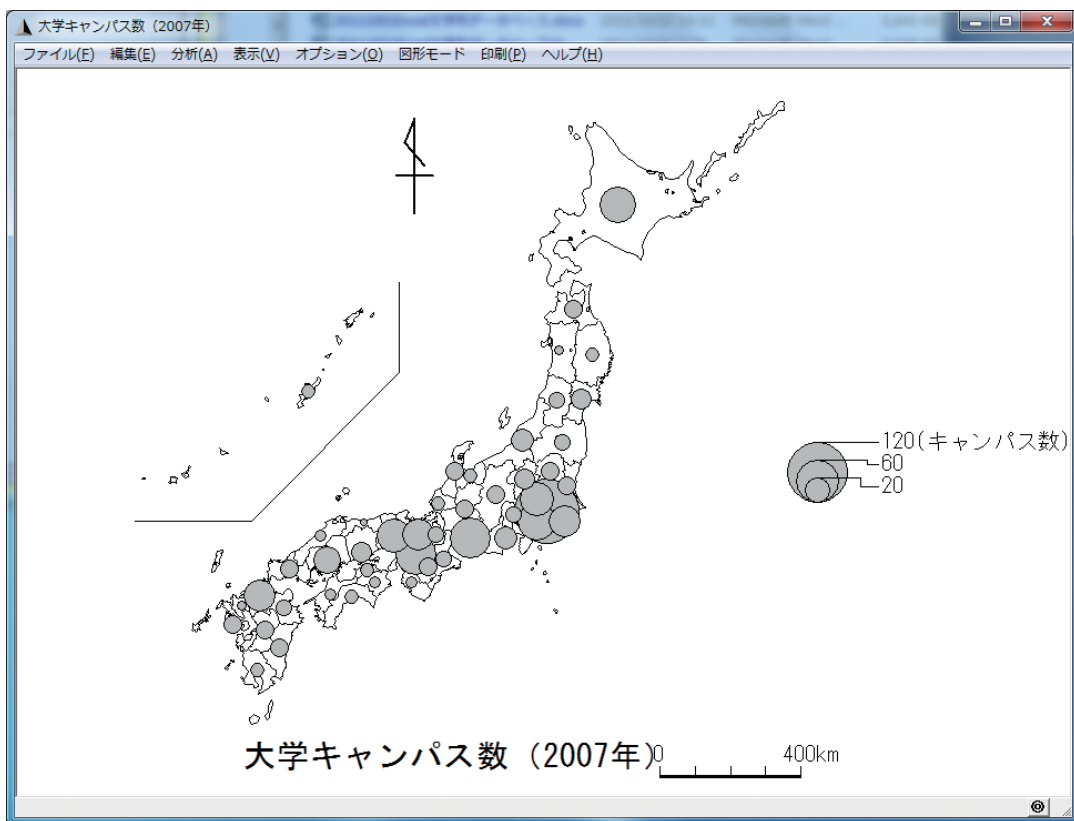 大学キャンパス数（2007年）
ファイル(F) 編集(E) 分析(A) 表示(V) オプション(O) 図形モード 印刷(P) ヘルプ(H)
120(キャンパス数)
60
20
大学キャンパス数（2007年）
0 400km